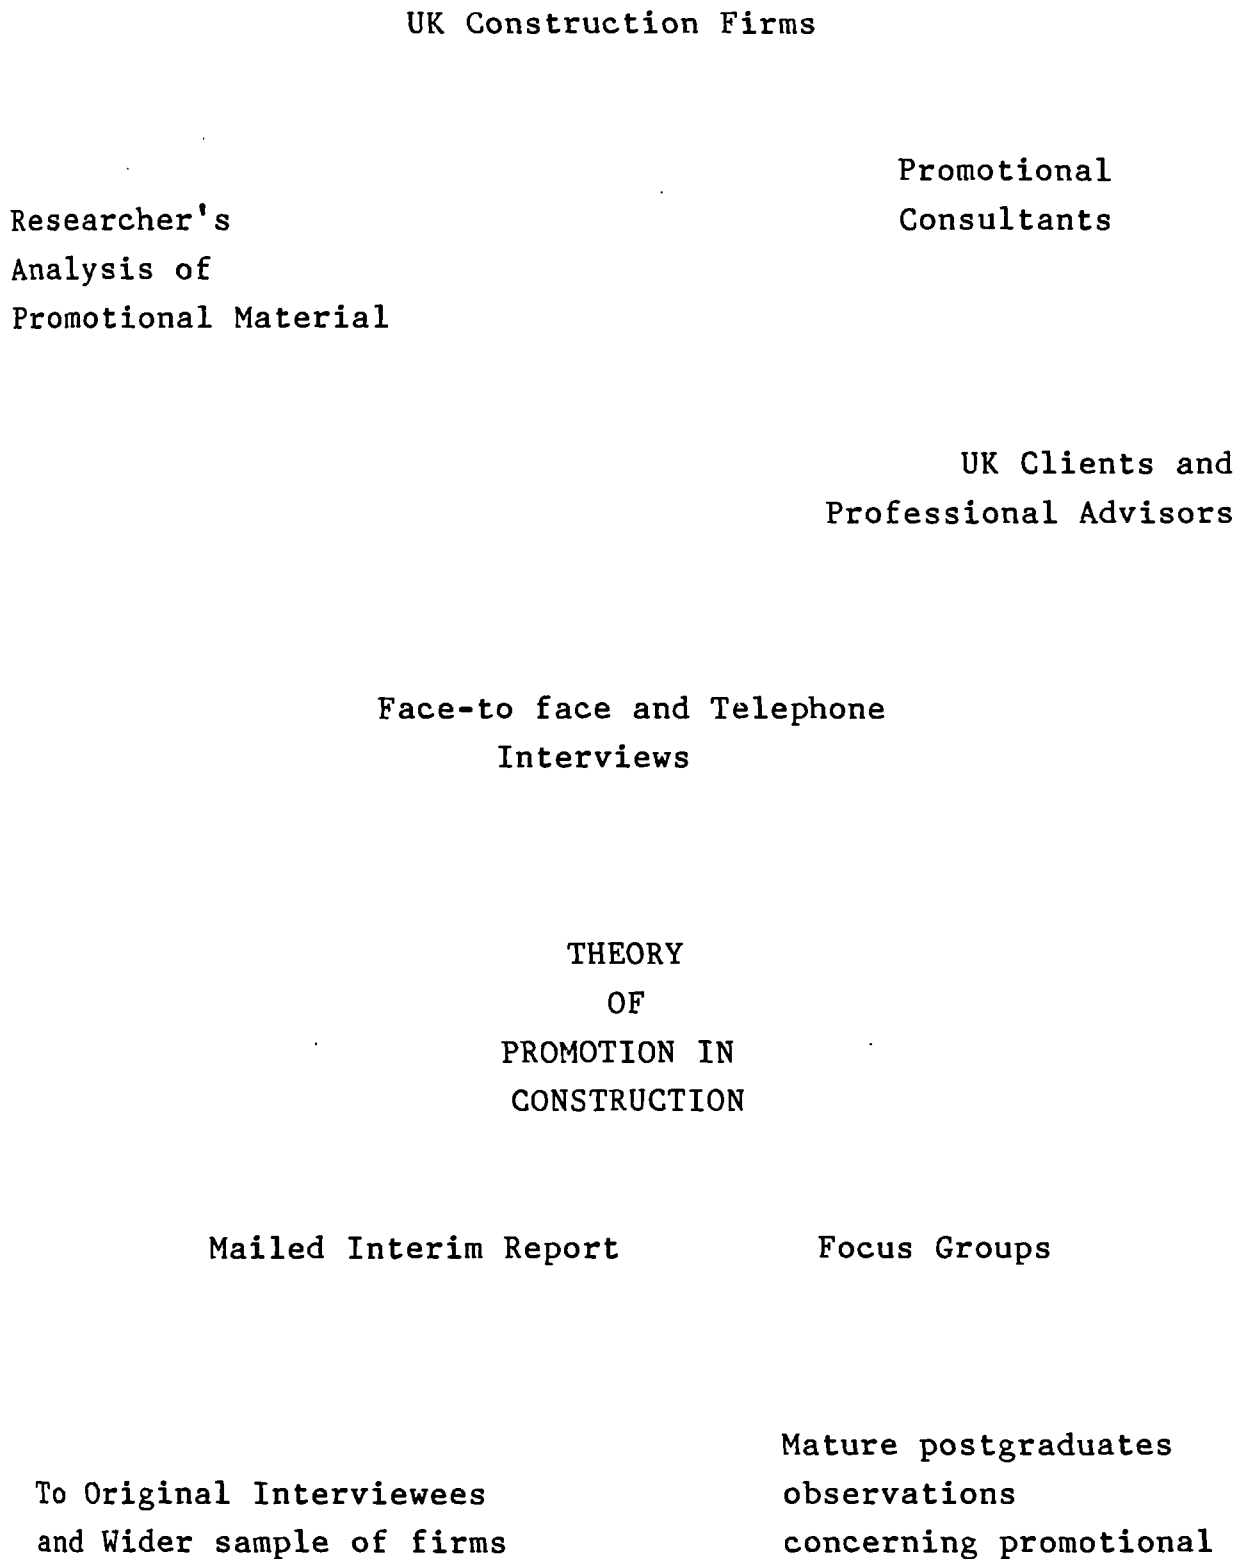 UK Construction Firms
Promotional
Consultants
Researcher's
Analysis of
Promotional Material
UK Clients and
Professional Advisors
Face-to face and Telephone
Interviews
THEORY
OF
PROMOTION IN
CONSTRUCTION
Mailed Interim Report
Focus Groups
To Original Interviewees
and Wider sample of firms
Mature postgraduates
observations
concerning promotional